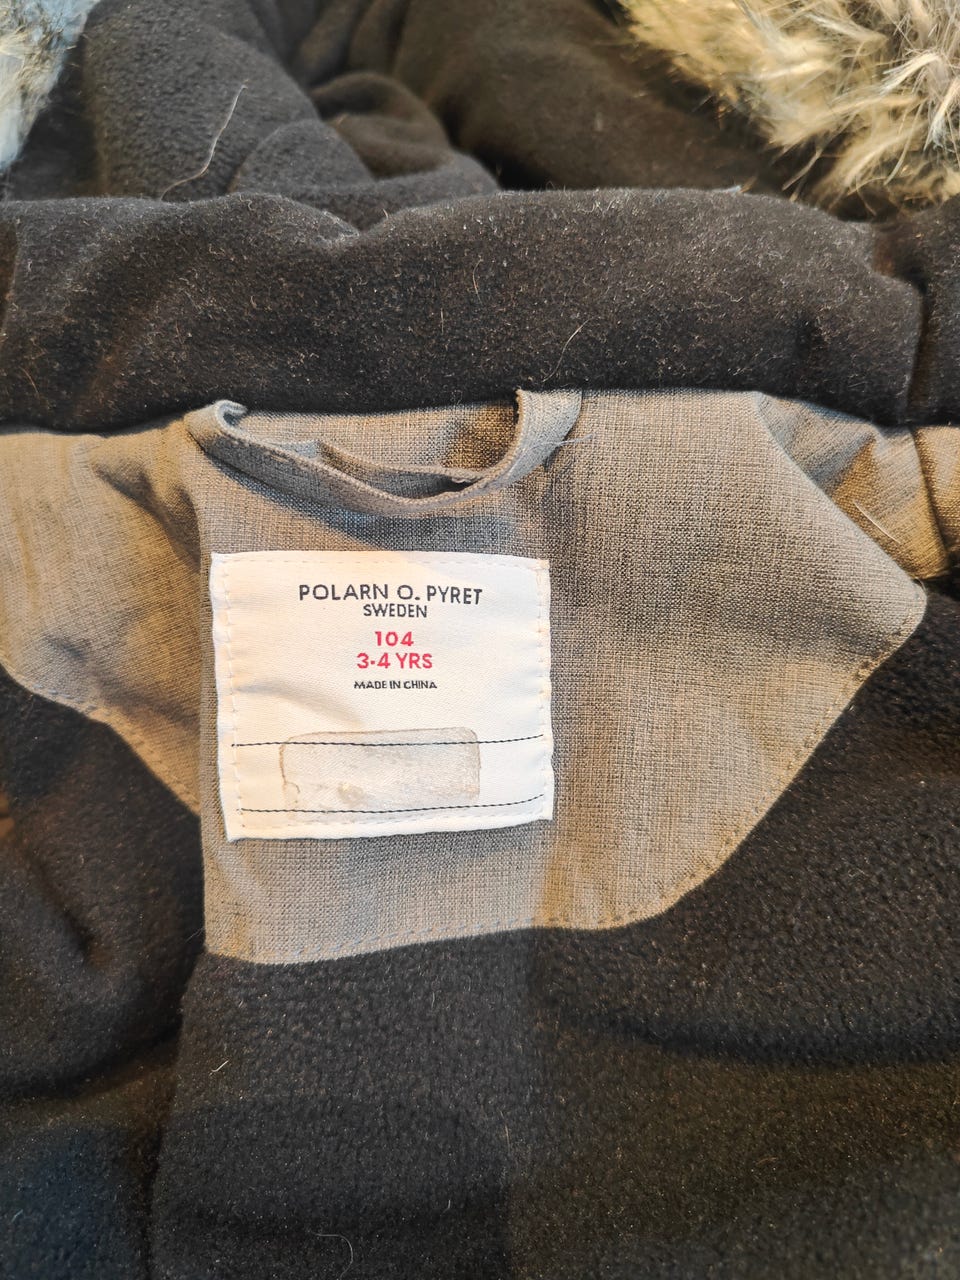 POLARN O. PYRET
SWEDEN
104
3-4 YRS
MADE IN CHINA